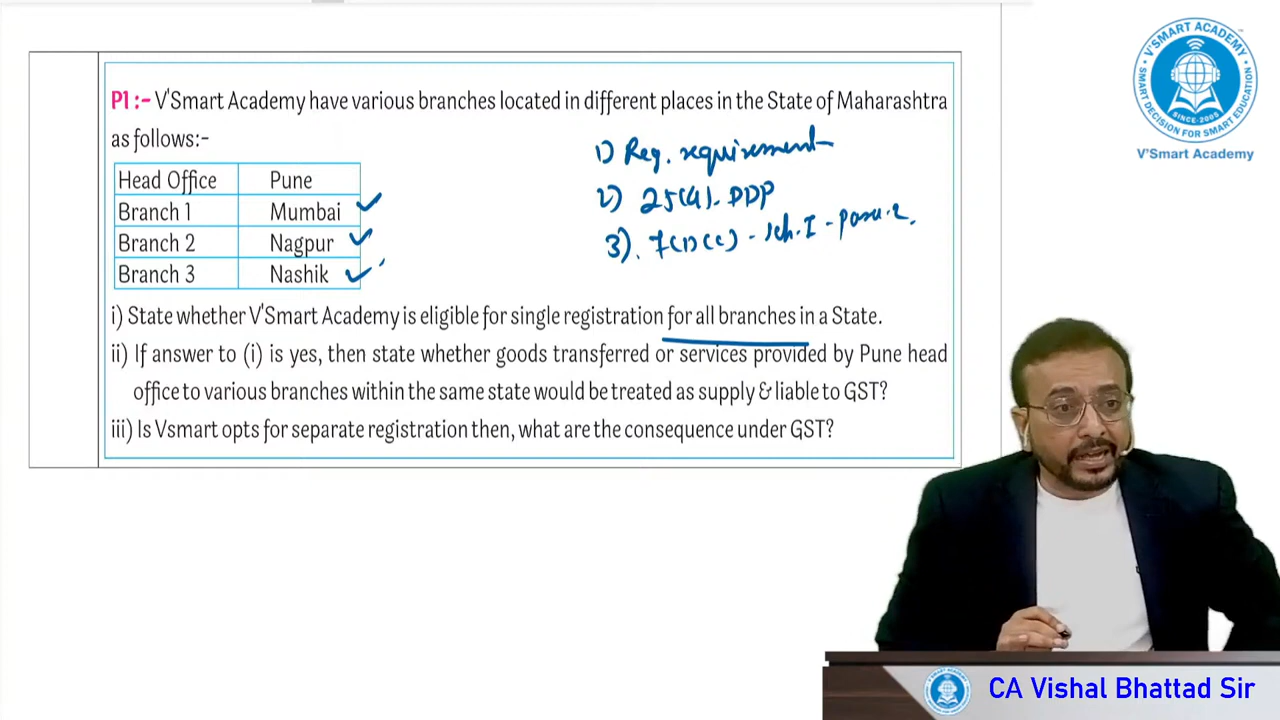 P1 :- V'Smart Academy have various branches located in different places in the State of Maharashtra
as follows:-
Head Office Pune
Branch 1 Mumbai
Branch 2 Nagpur
Branch 3 Nashik
1) Reg. requirement
2) 25(4). DDP
3). 7(1)(c) - Sch. I - para. 2.
i) State whether V'Smart Academy is eligible for single registration for all branches in a State.
ii) If answer to (i) is yes, then state whether goods transferred or services provided by Pune head
office to various branches within the same state would be treated as supply & liable to GST?
iii) Is Vsmart opts for separate registration then, what are the consequence under GST?
V'SMART ACADEMY
SINCE-2005
SMART DECISION FOR SMART EDUCATION
V'Smart Academy
CA Vishal Bhattad Sir